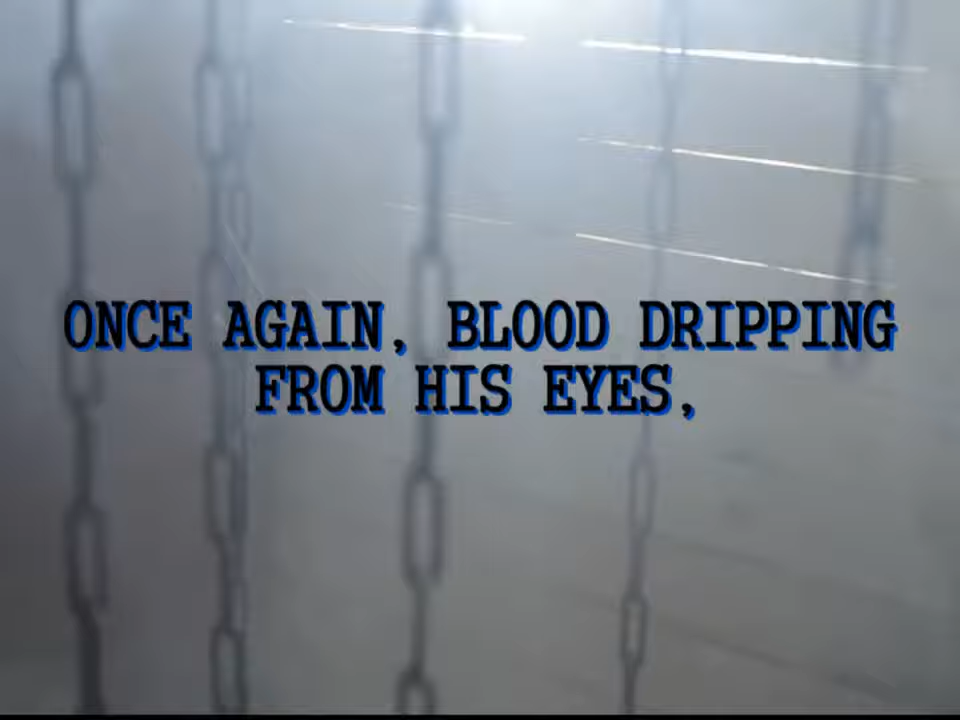 ONCE AGAIN, BLOOD DRIPPING
FROM HIS EYES,